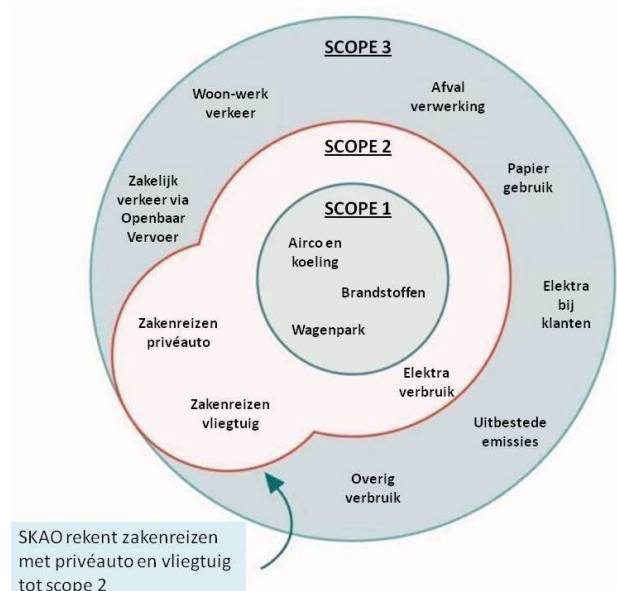 SCOPE 3
Woon-werk
verkeer
Afval
verwerking
SCOPE 2
Zakelijk
verkeer via
Openbaar
Vervoer
Papier
gebruik
SCOPE 1
Airco en
koeling
Brandstoffen
Wagenpark
Elektra
bij
klanten
Zakenreizen
privéauto
Elektra
verbruik
Zakenreizen
vliegtuig
Uitbestede
emissies
Overig
verbruik
SKAO rekent zakenreizen
met privéauto en vliegtuig
tot scope 2